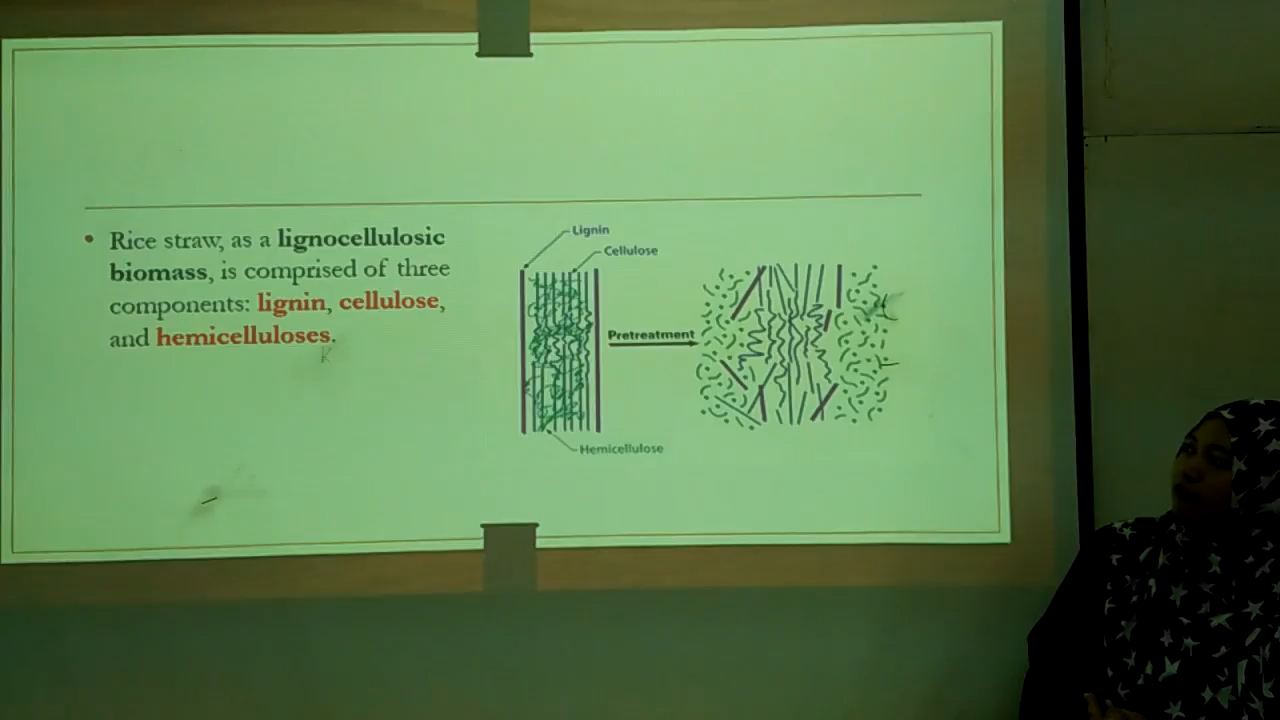 • Rice straw, as a lignocellulosic
biomass, is comprised of three
components: lignin, cellulose,
and hemicelluloses.
Lignin
Cellulose
Pretreatment
Hemicellulose